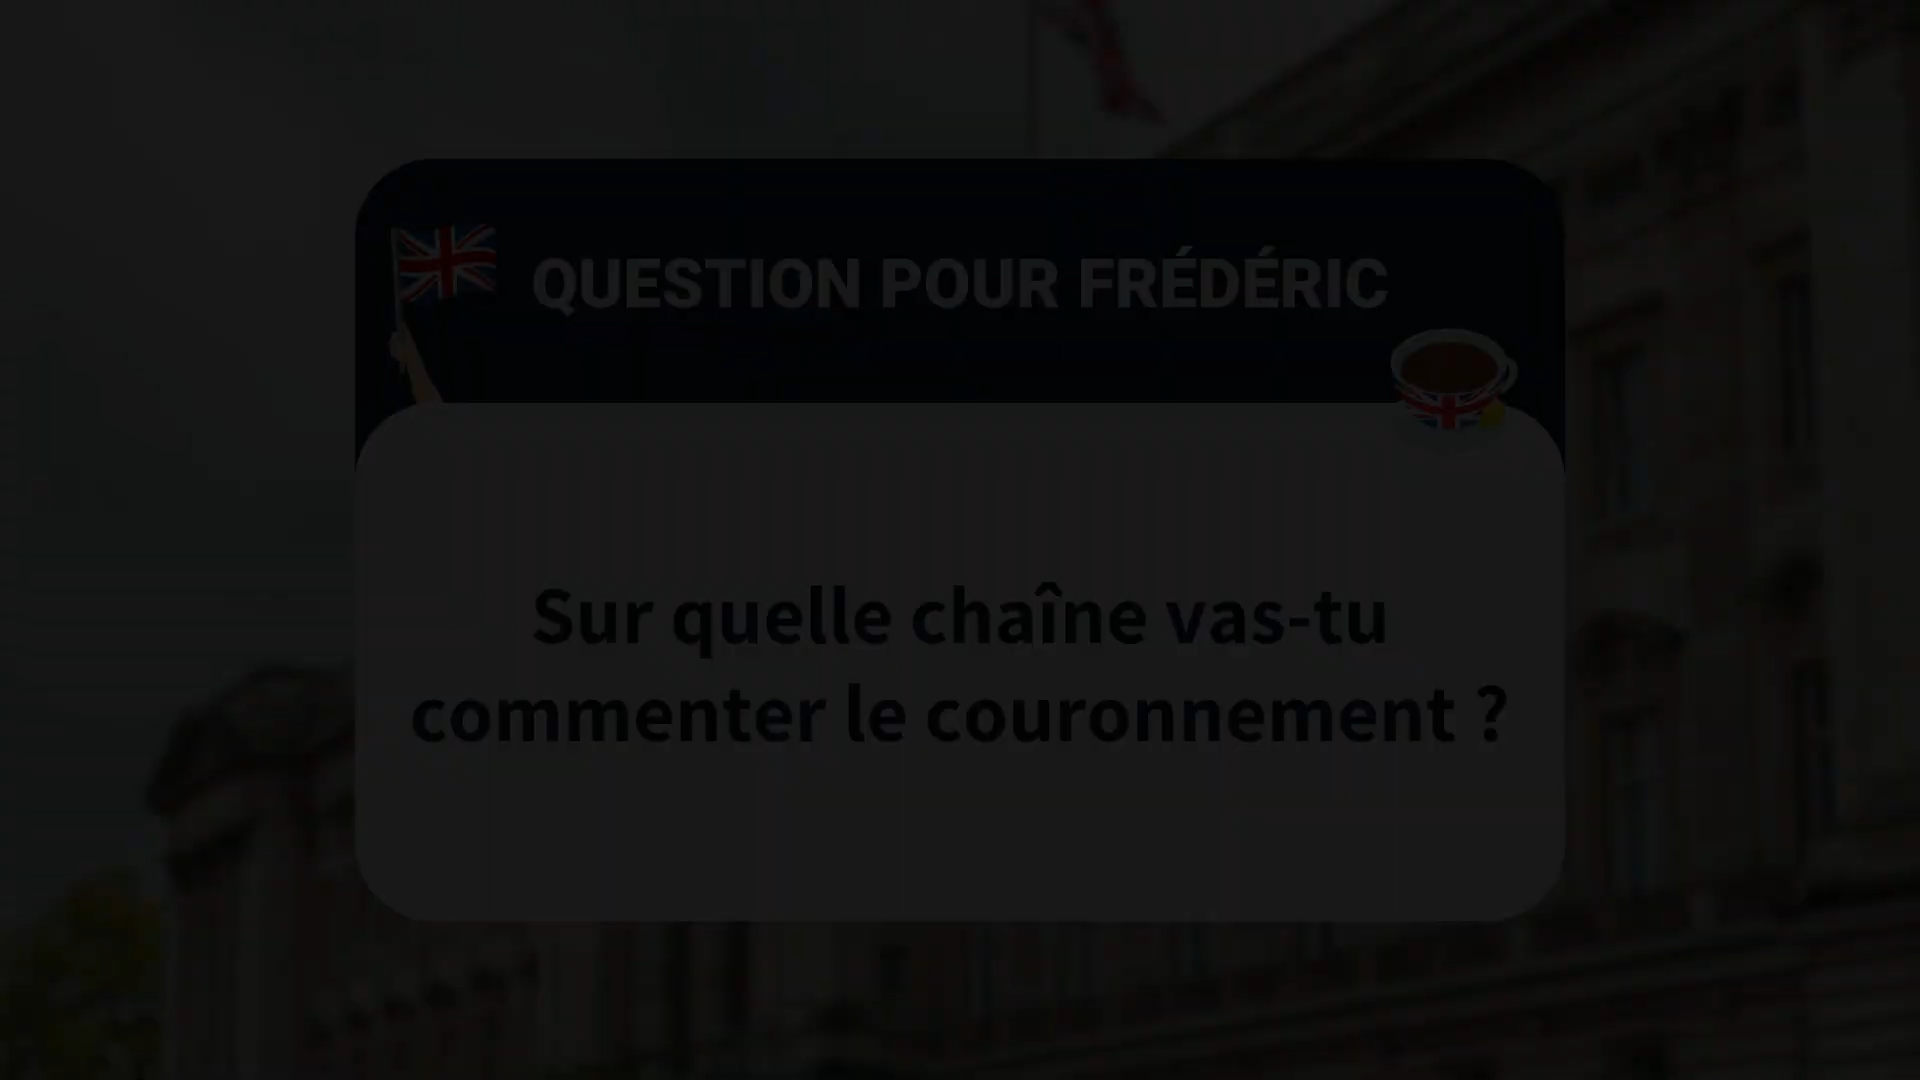 QUESTION POUR FRÉDÉRIC
Sur quelle chaîne vas-tu
commenter le couronnement ?